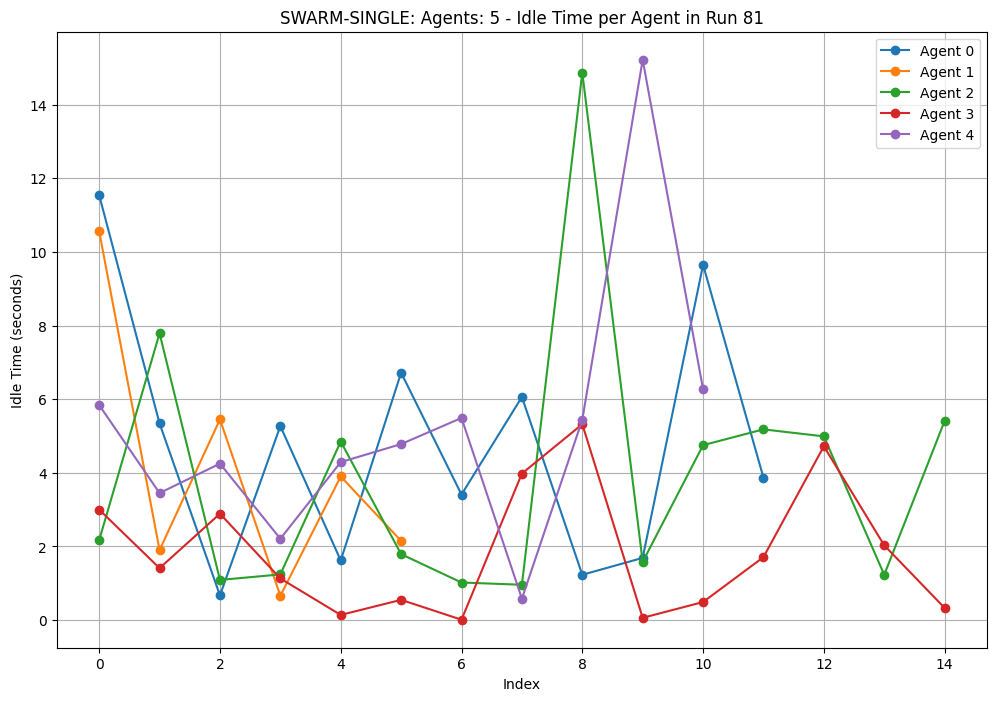 SWARM-SINGLE: Agents: 5 - Idle Time per Agent in Run 81
Agent 0
Agent 1
Agent 2
Agent 3
Agent 4
Idle Time (seconds)
14
12
10
8
6
4
2
0
0 2 4 6 8 10 12 14
Index